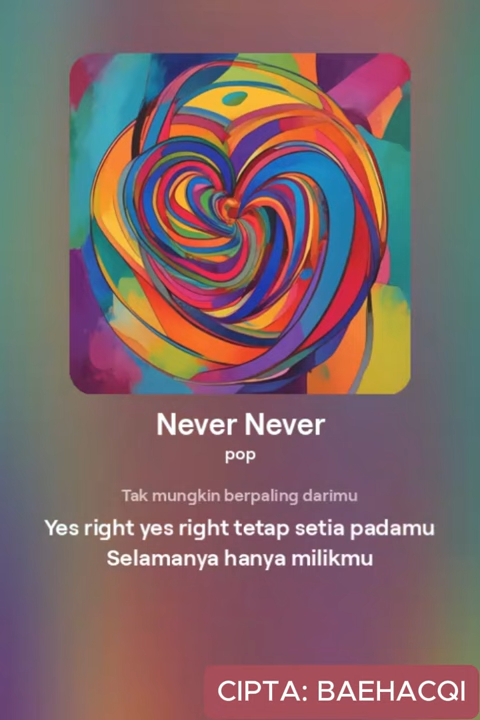 Never Never
pop
Tak mungkin berpaling darimu
Yes right yes right tetap setia padamu
Selamanya hanya milikmu
CIPTA: BAEHACQI